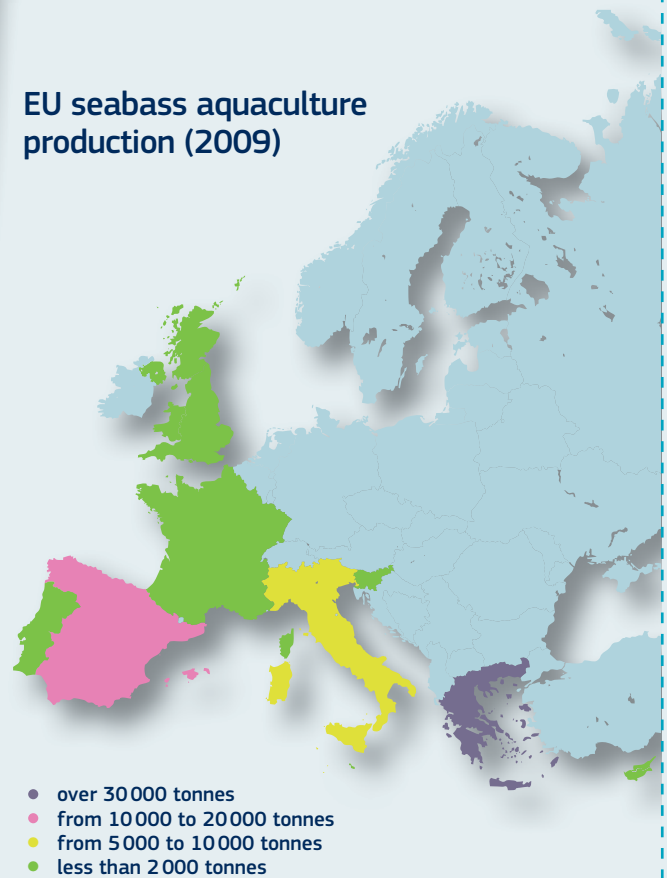 EU seabass aquaculture
production (2009)
over 30 000 tonnes
from 10 000 to 20 000 tonnes
from 5 000 to 10 000 tonnes
less than 2 000 tonnes